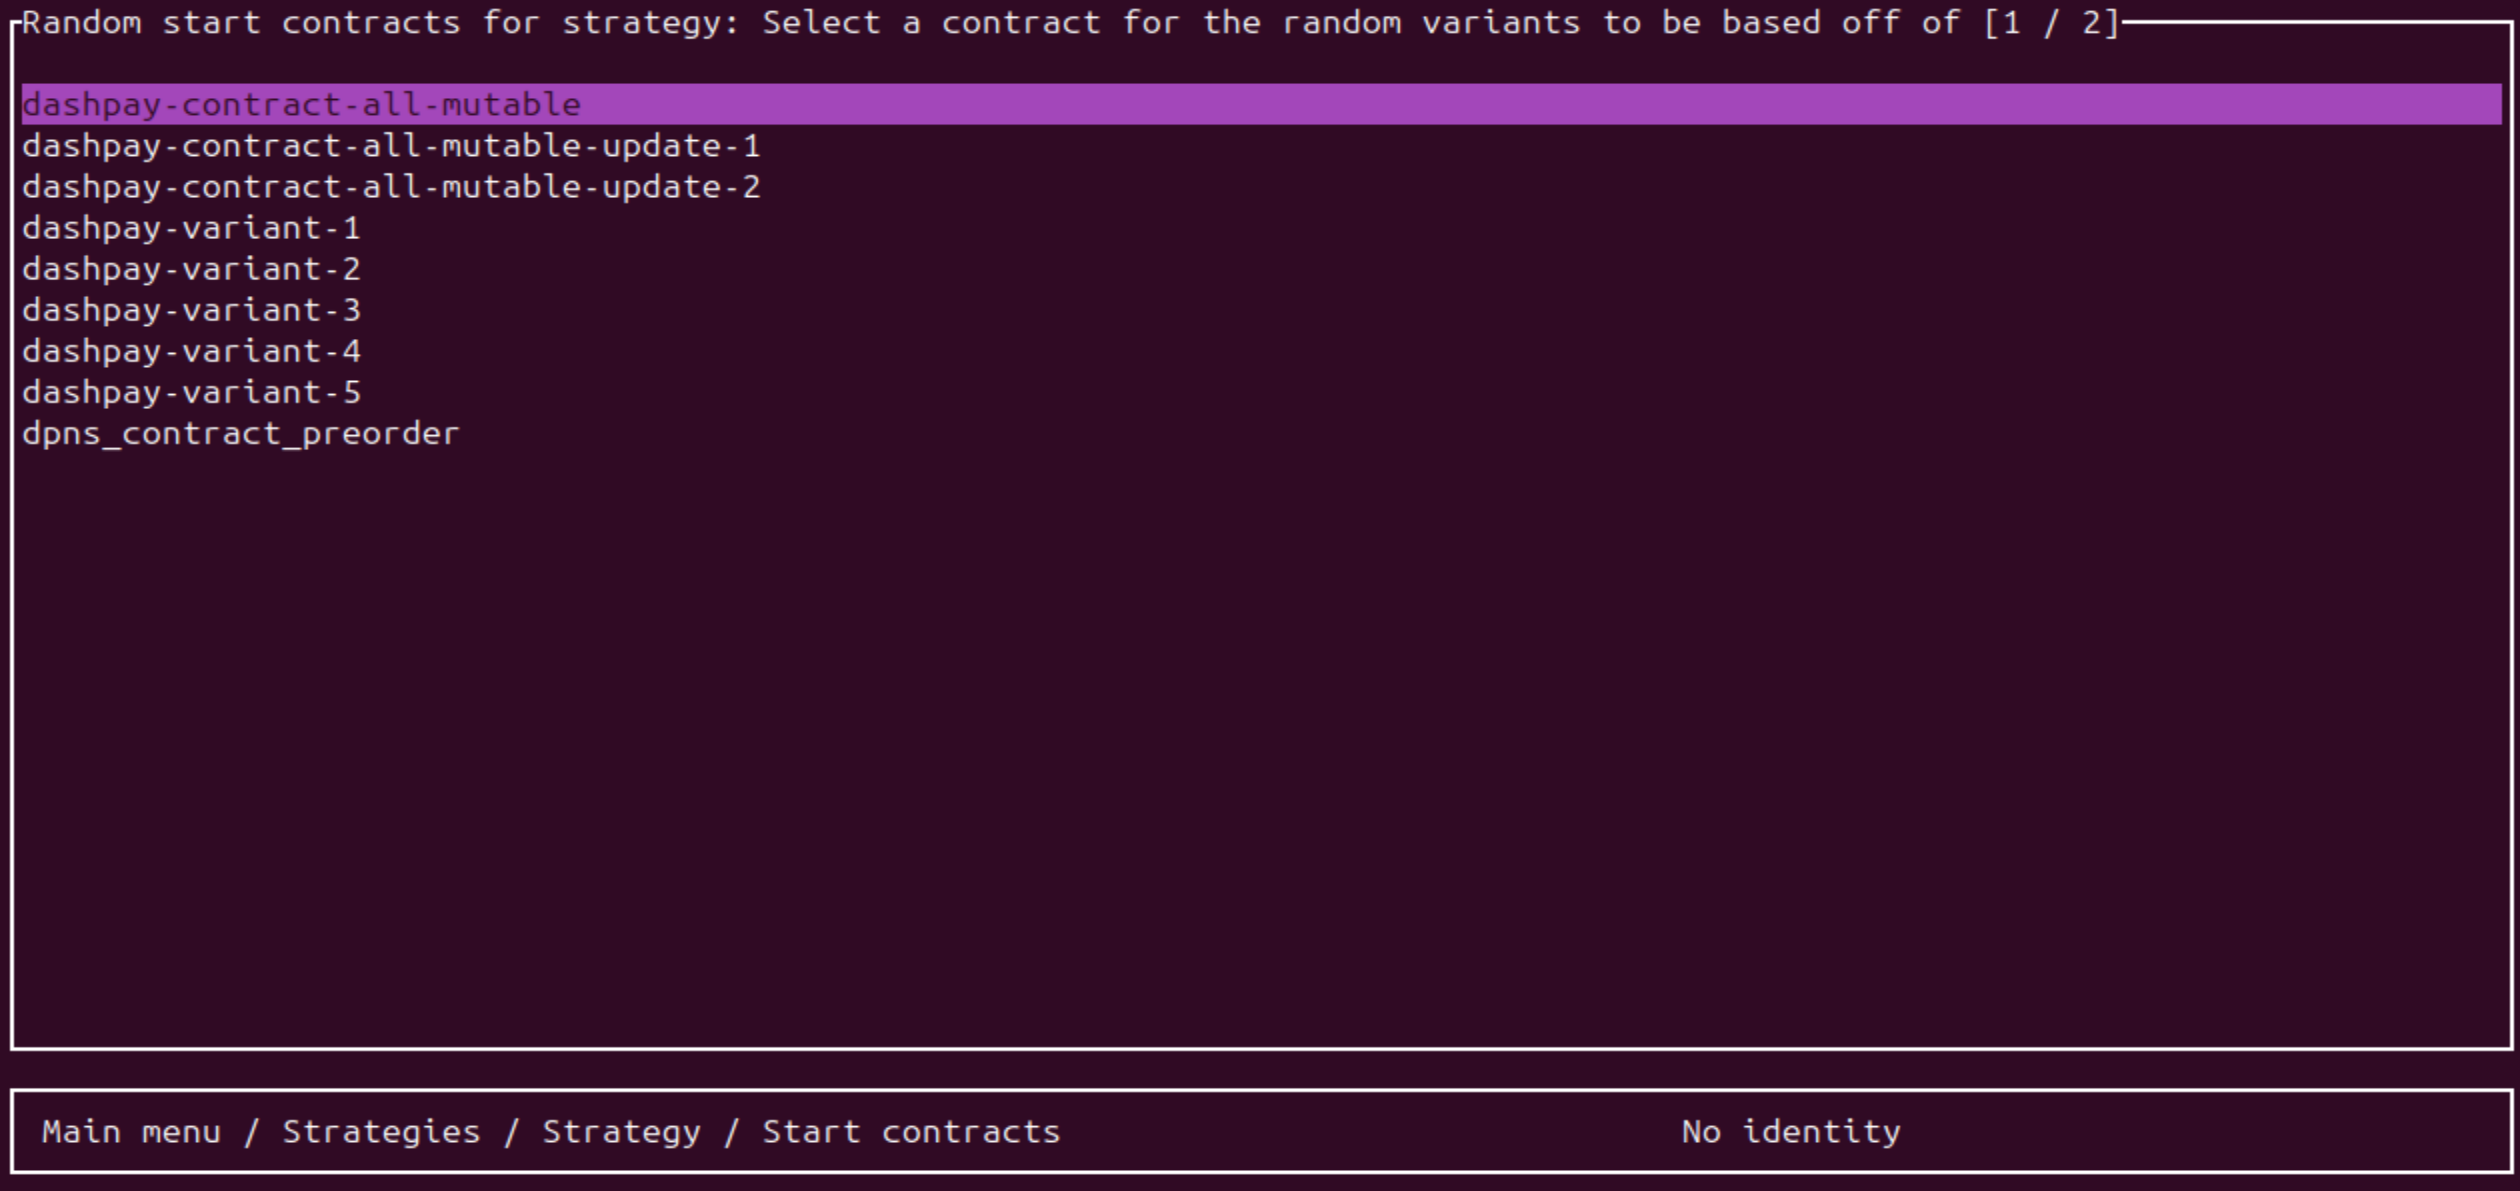 Random start contracts for strategy: Select a contract for the random variants to be based off of [1 / 2]
dashpay-contract-all-mutable
dashpay-contract-all-mutable-update-1
dashpay-contract-all-mutable-update-2
dashpay-variant-1
dashpay-variant-2
dashpay-variant-3
dashpay-variant-4
dashpay-variant-5
dpns_contract_preorder
Main menu / Strategies / Strategy / Start contracts No identity